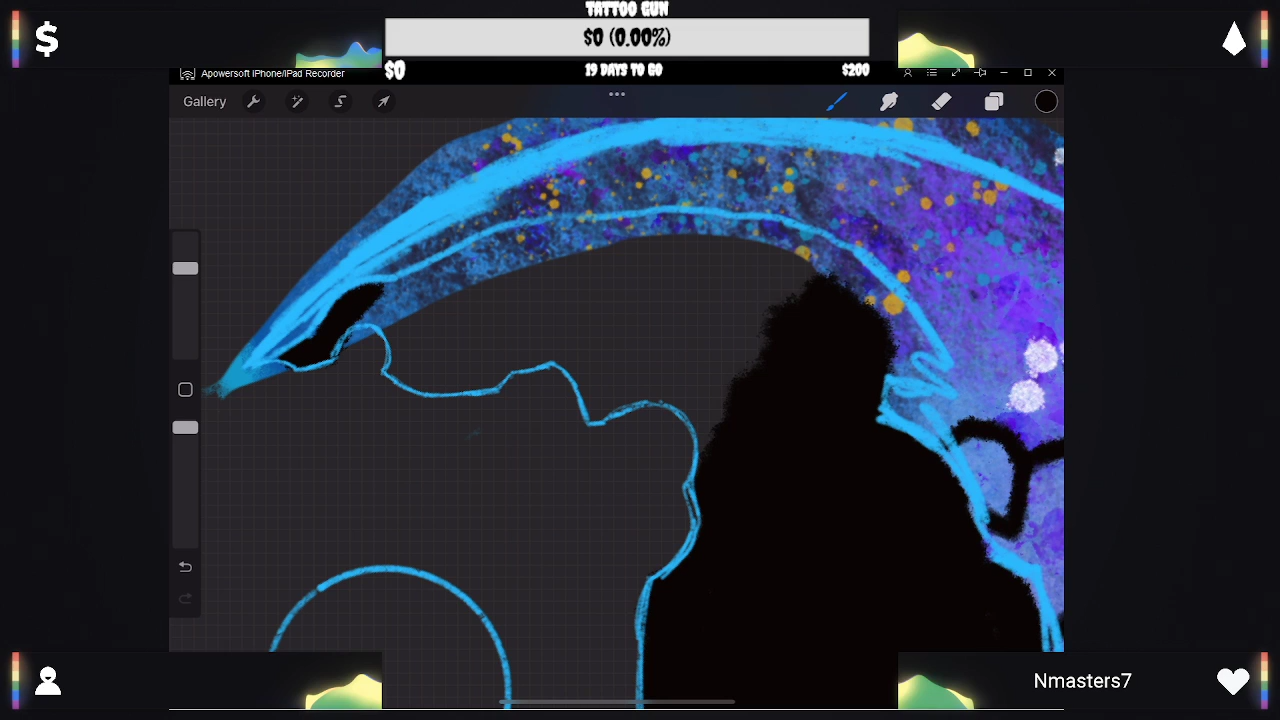 TATTOO GUN
$0 (0.00%)
$0 19 DAYS TO GO $200
Apowersoft iPhone/iPad Recorder
Gallery
$
Nmasters7